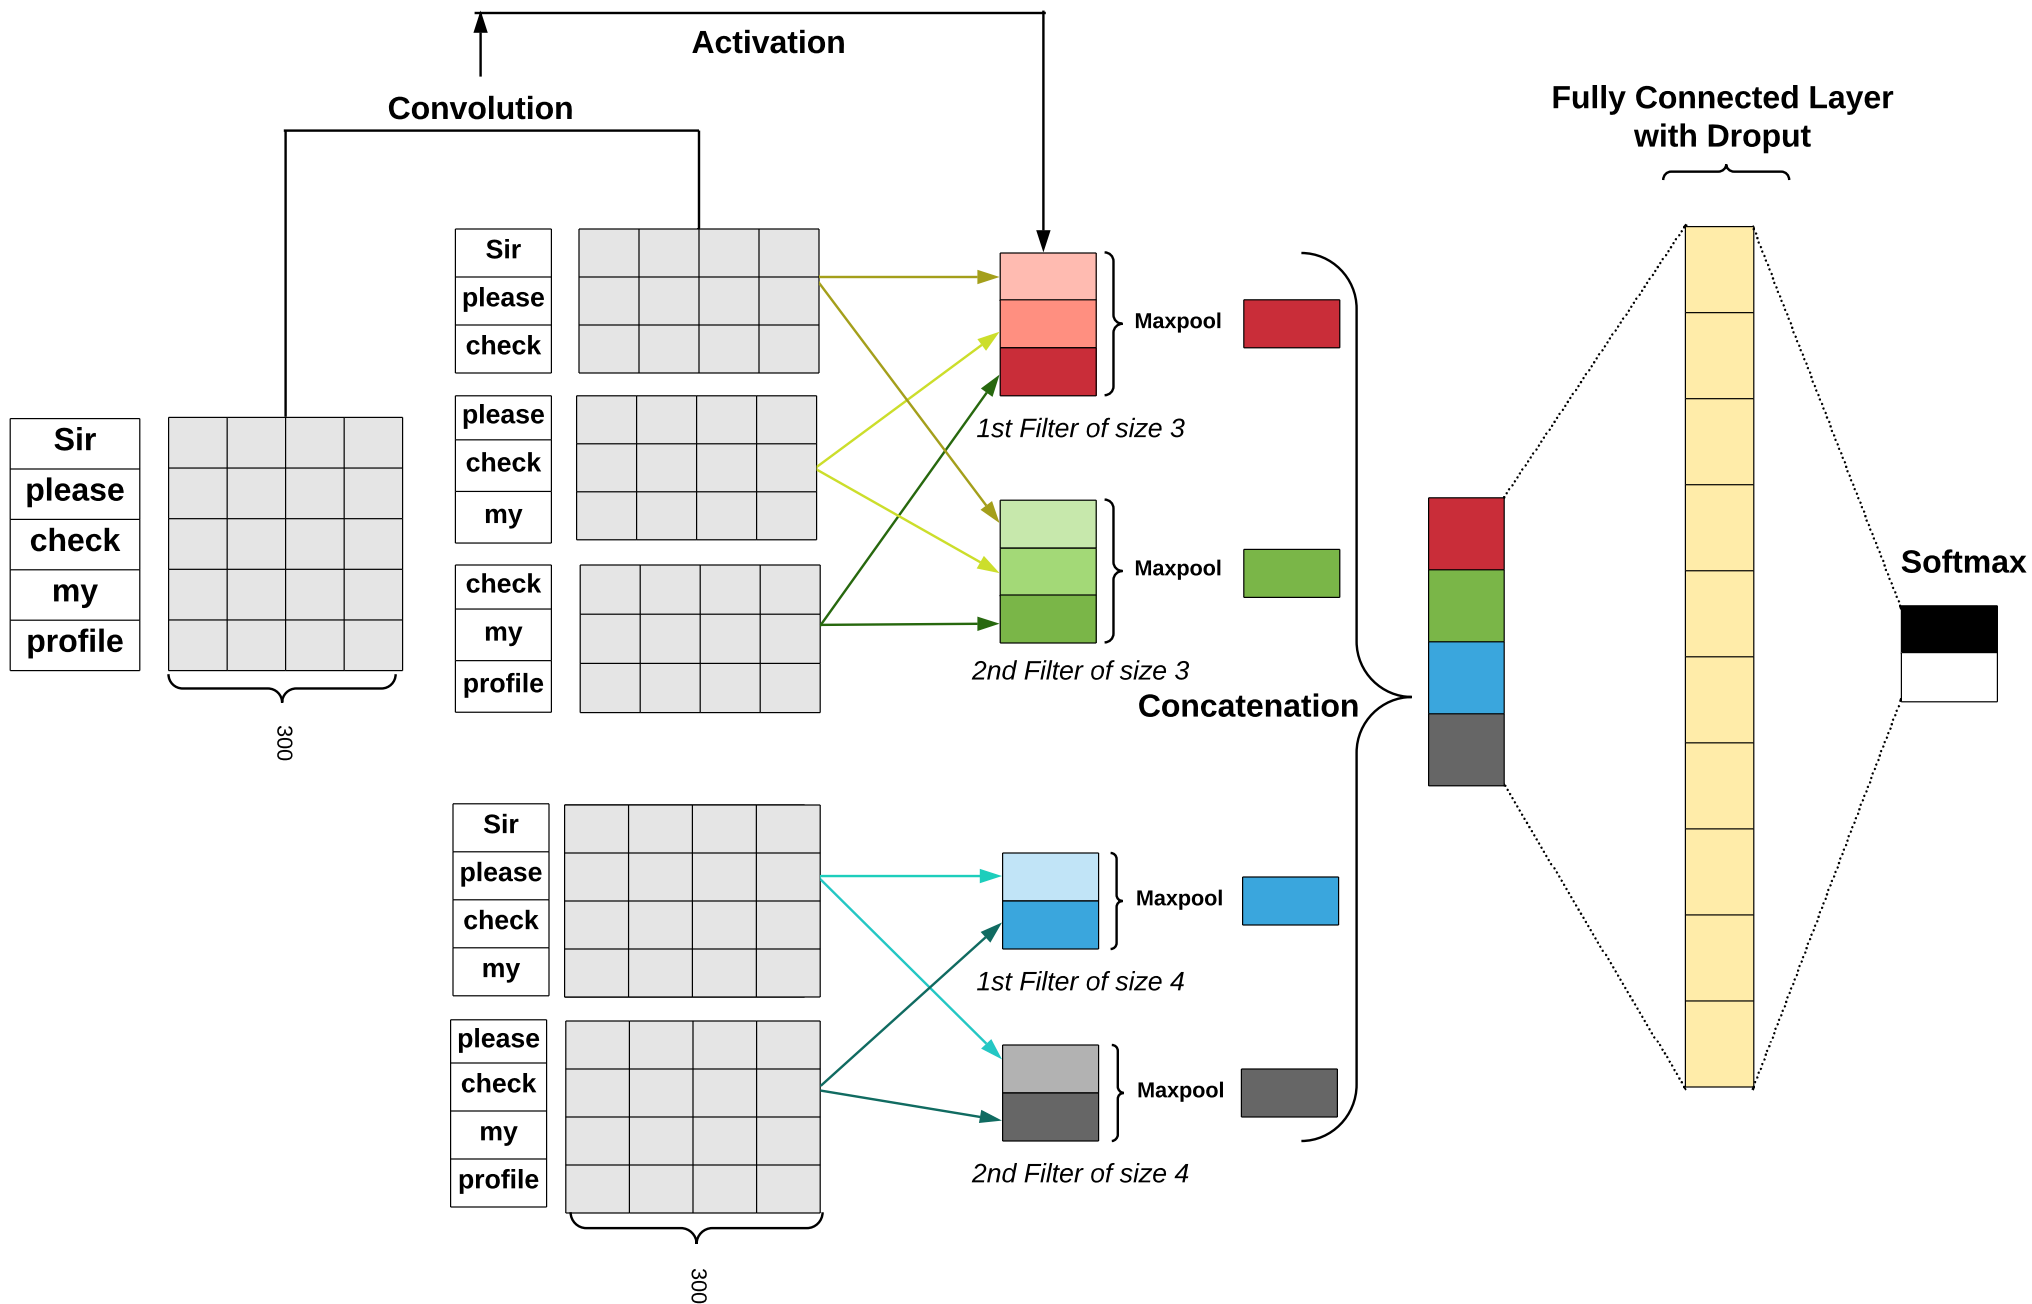 Activation
Convolution
Fully Connected Layer
with Droput
Sir
please
check
my
profile
300
Sir
please
check
please
check
my
check
my
profile
Maxpool
1st Filter of size 3
Maxpool
2nd Filter of size 3
Concatenation
Softmax
Sir
please
check
my
please
check
my
profile
300
Maxpool
1st Filter of size 4
Maxpool
2nd Filter of size 4